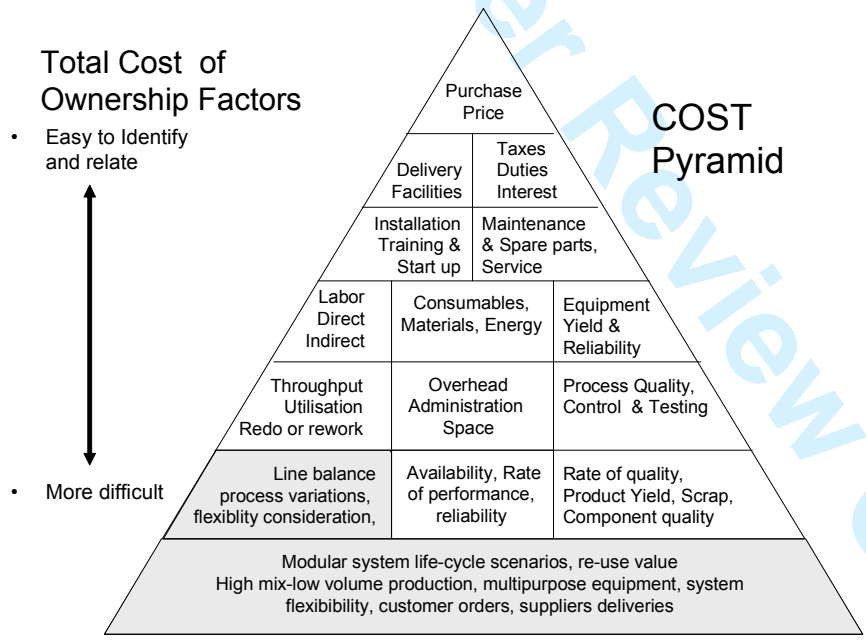 Total Cost of
Ownership Factors
• Easy to Identify
and relate
• More difficult
COST
Pyramid
Purchase
Price
Delivery
Facilities
Taxes
Duties
Interest
Installation
Training &
Start up
Maintenance
& Spare parts,
Service
Labor
Direct
Indirect
Consumables,
Materials, Energy
Equipment
Yield &
Reliability
Throughput
Utilisation
Redo or rework
Overhead
Administration
Space
Process Quality,
Control & Testing
Line balance
process variations,
flexiblity consideration,
Availability, Rate
of performance,
reliability
Rate of quality,
Product Yield, Scrap,
Component quality
Modular system life-cycle scenarios, re-use value
High mix-low volume production, multipurpose equipment, system
flexibibility, customer orders, suppliers deliveries
er Review O